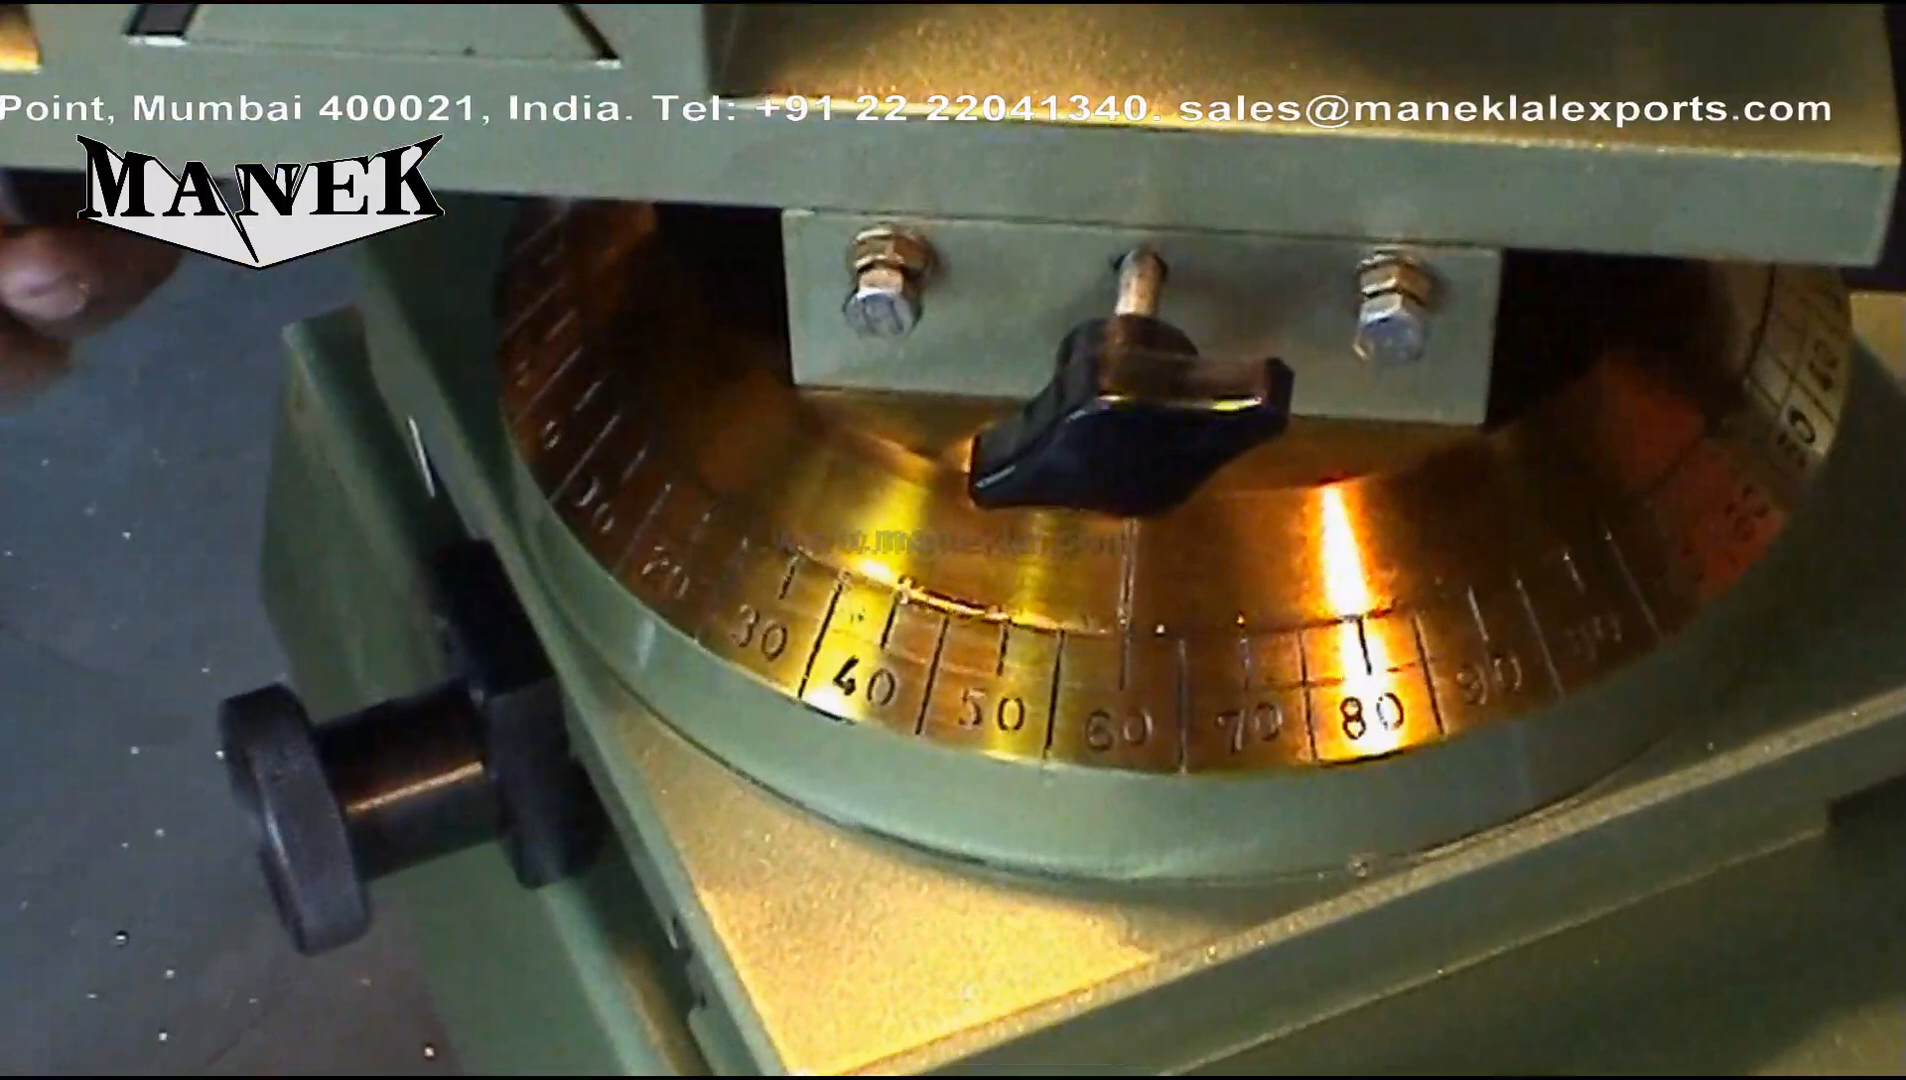 Point, Mumbai 400021, India. Tel: +91 22 22041340. sales@maneklalexports.com
MANEK
20 30 40 50 60 70 80 90